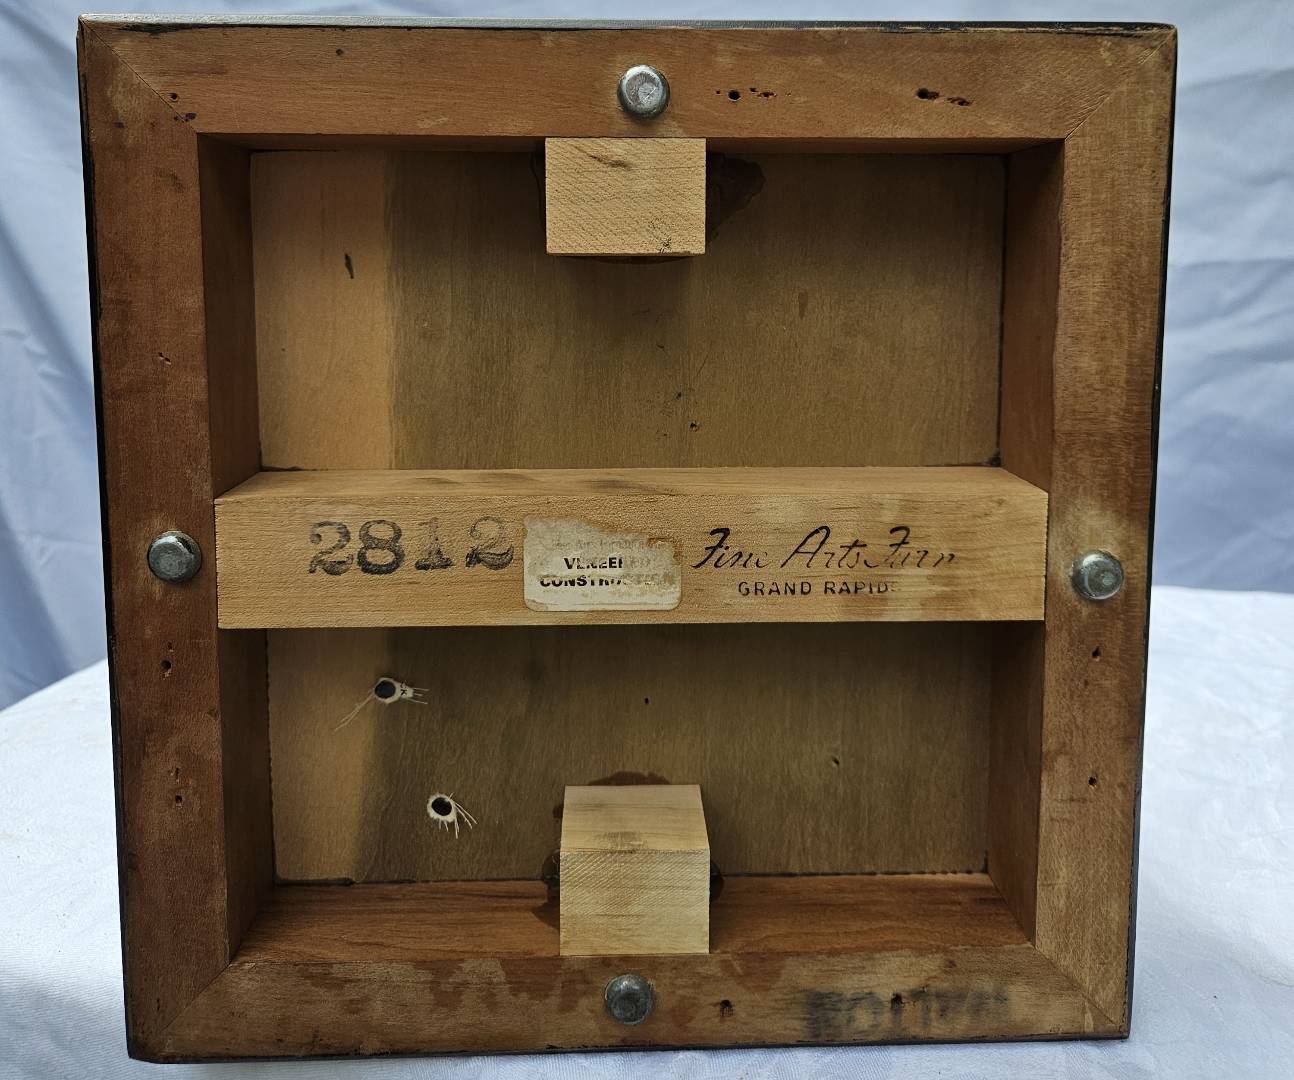 2812
VENEERED
CONSTRUCTION
Fine Arts Furn
GRAND RAPIDS